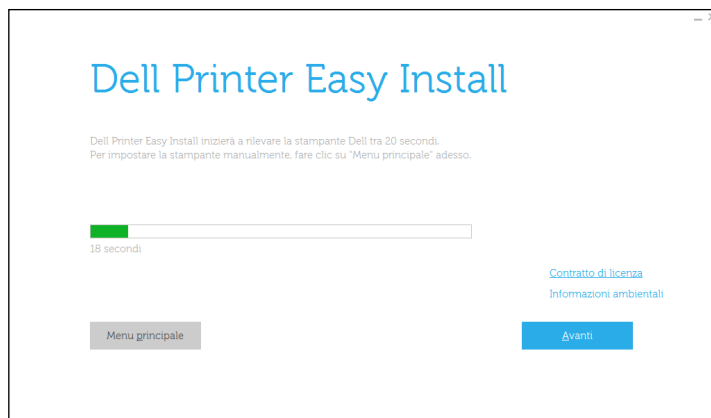 Dell Printer Easy Install
Dell Printer Easy Install inizierà a rilevare la stampante Dell tra 20 secondi.
Per impostare la stampante manualmente, fare clic su "Menu principale" adesso.
18 secondi
Contratto di licenza
Informazioni ambientali
Menu principale
Avanti